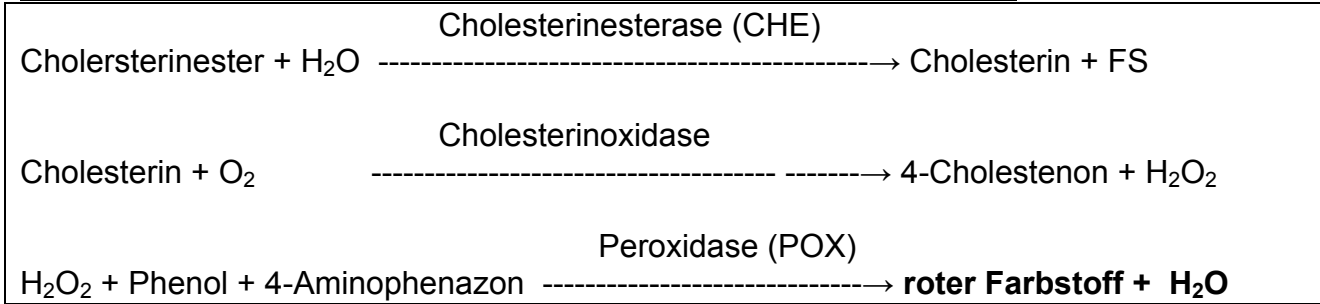 Cholesterinesterase (CHE)
Cholersterinester + H₂O ----------------------------------------------→ Cholesterin + FS
Cholesterinoxidase
Cholesterin + O₂ ------------------------------------- -------→ 4-Cholestenon + H₂O₂
Peroxidase (POX)
H₂O₂ + Phenol + 4-Aminophenazon ------------------------------→ roter Farbstoff + H₂O